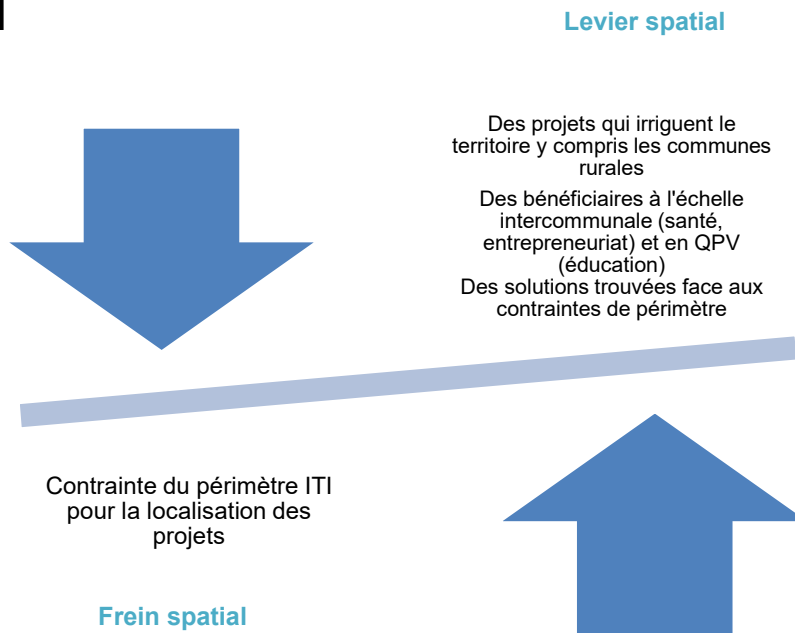 Levier spatial
Des projets qui irriguent le
territoire y compris les communes
rurales
Des bénéficiaires à l'échelle
intercommunale (santé,
entrepreneuriat) et en QPV
(éducation)
Des solutions trouvées face aux
contraintes de périmètre
Contrainte du périmètre ITI
pour la localisation des
projets
Frein spatial